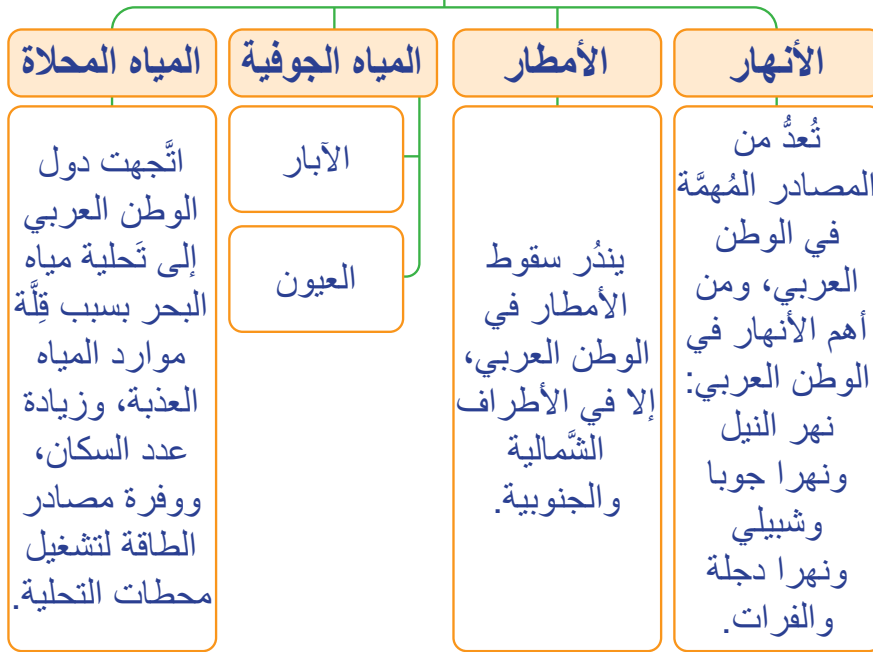 الأنهار
تُعدُّ من
المصادر المُهمَّة
في الوطن
العربي، ومن
أهم الأنهار في
الوطن العربي:
نهر النيل
ونهرا جوبا
وشبيلي
ونهرا دجلة
والفرات.
الأمطار
يندُر سقوط
الأمطار في
الوطن العربي،
إلا في الأطراف
الشَّمالية
والجنوبية.
المياه الجوفية
الآبار
العيون
المياه المحلاة
اتَّجهت دول
الوطن العربي
إلى تَحلية مياه
البحر بسبب قِلَّة
موارد المياه
العذبة، وزيادة
عدد السكان،
ووفرة مصادر
الطاقة لتشغيل
محطات التحلية.